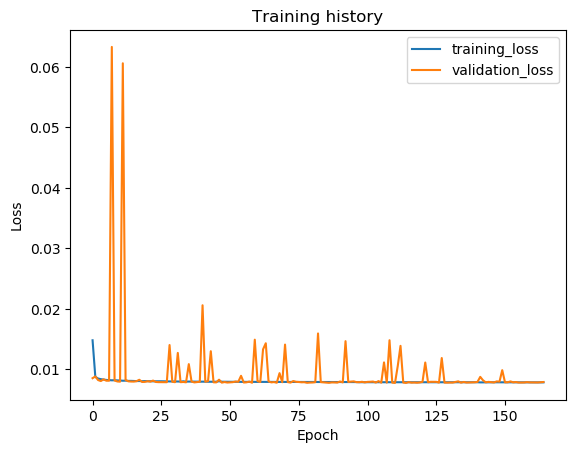 Training history
training_loss
validation_loss
0.06
0.05
0.04
0.03
0.02
0.01
Loss
0 25 50 75 100 125 150
Epoch